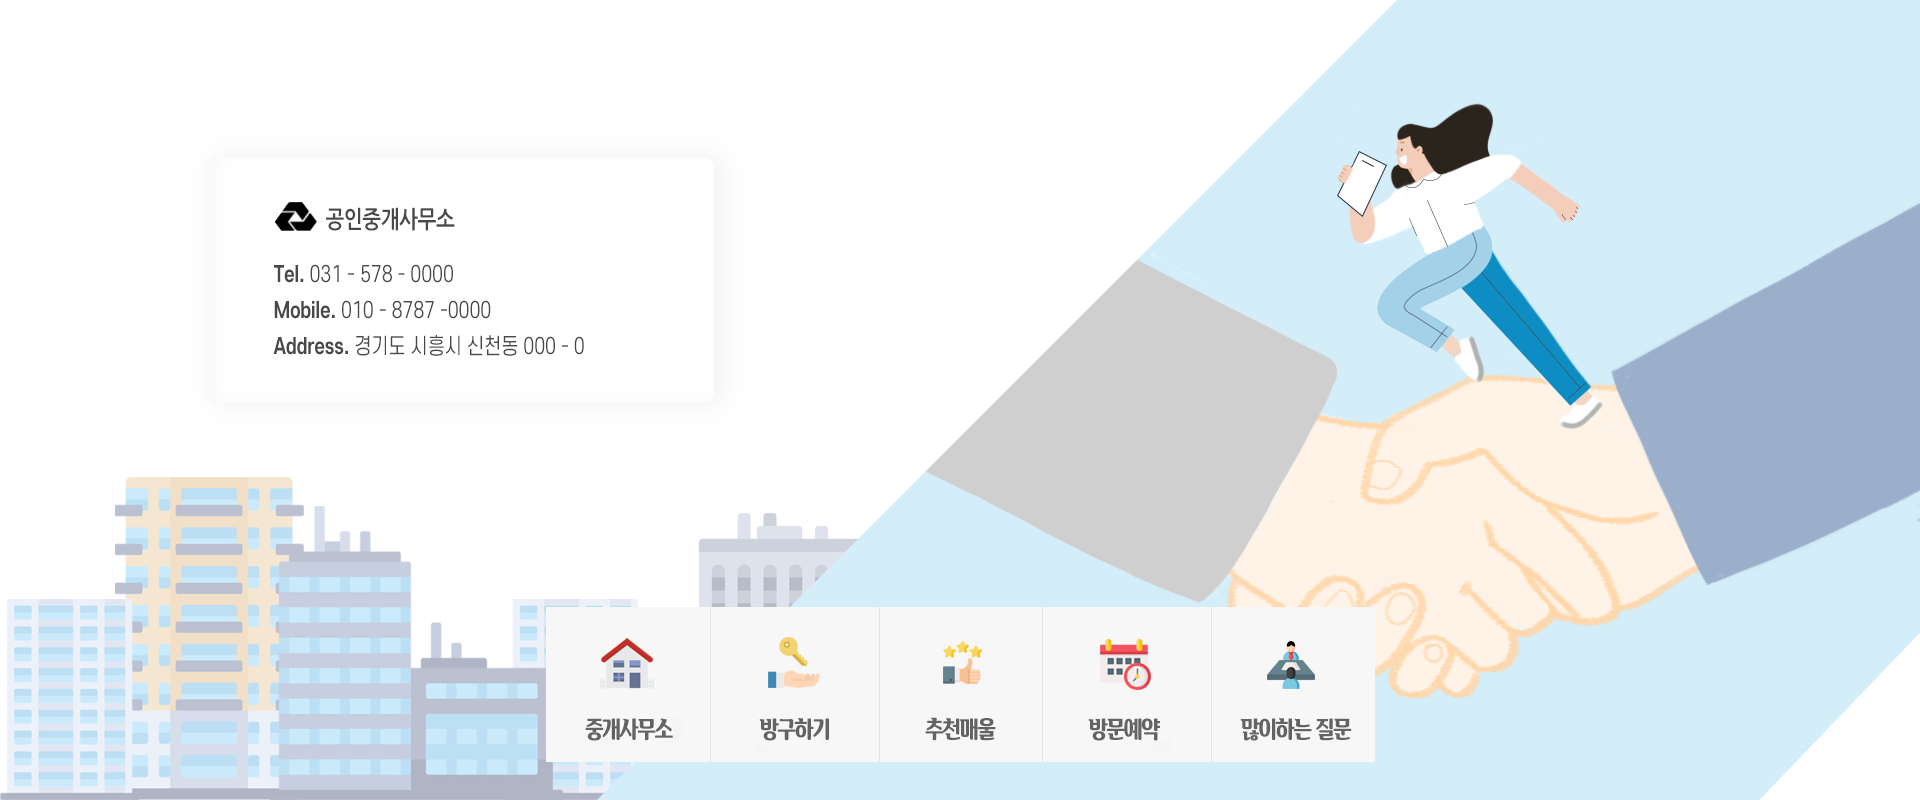 공인중개사무소
Tel. 031 - 578 - 0000
Mobile. 010 - 8787 -0000
Address. 경기도 시흥시 신천동 000 - 0
중개사무소
방구하기
추천매울
방문예약
많이하는 질문